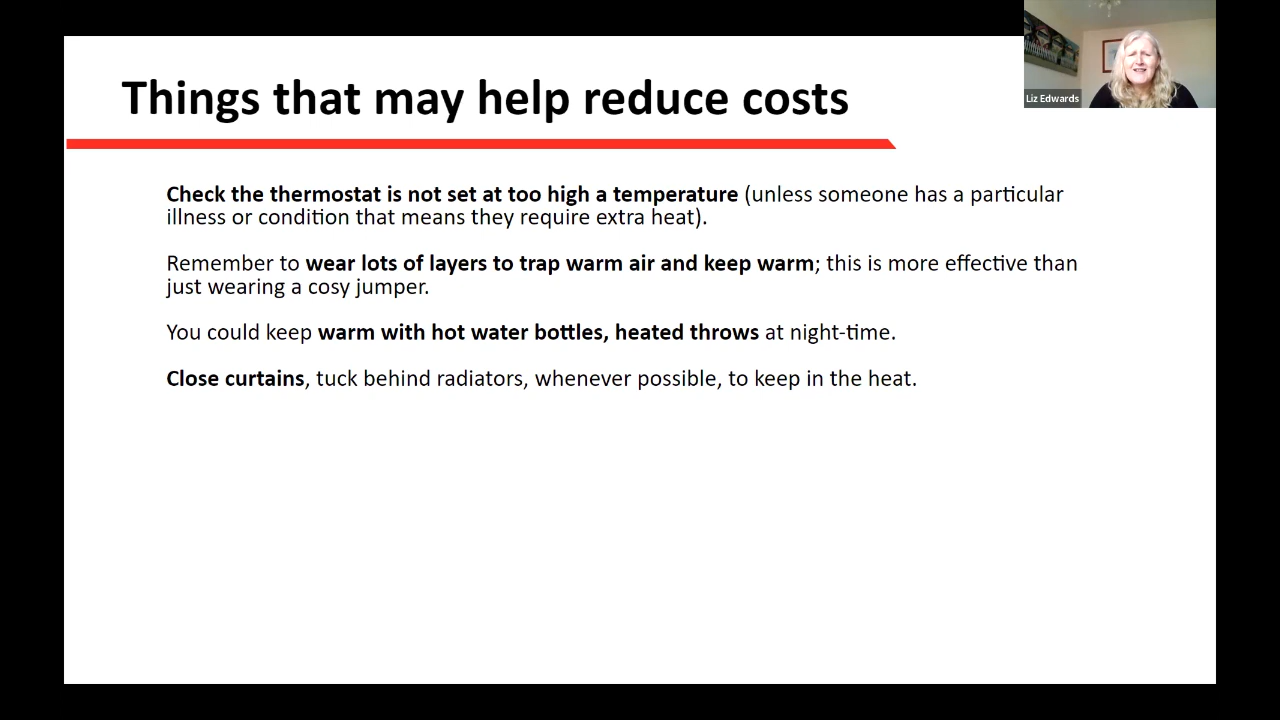 Things that may help reduce costs
Liz Edwards
Check the thermostat is not set at too high a temperature (unless someone has a particular
illness or condition that means they require extra heat).
Remember to wear lots of layers to trap warm air and keep warm; this is more effective than
just wearing a cosy jumper.
You could keep warm with hot water bottles, heated throws at night-time.
Close curtains, tuck behind radiators, whenever possible, to keep in the heat.